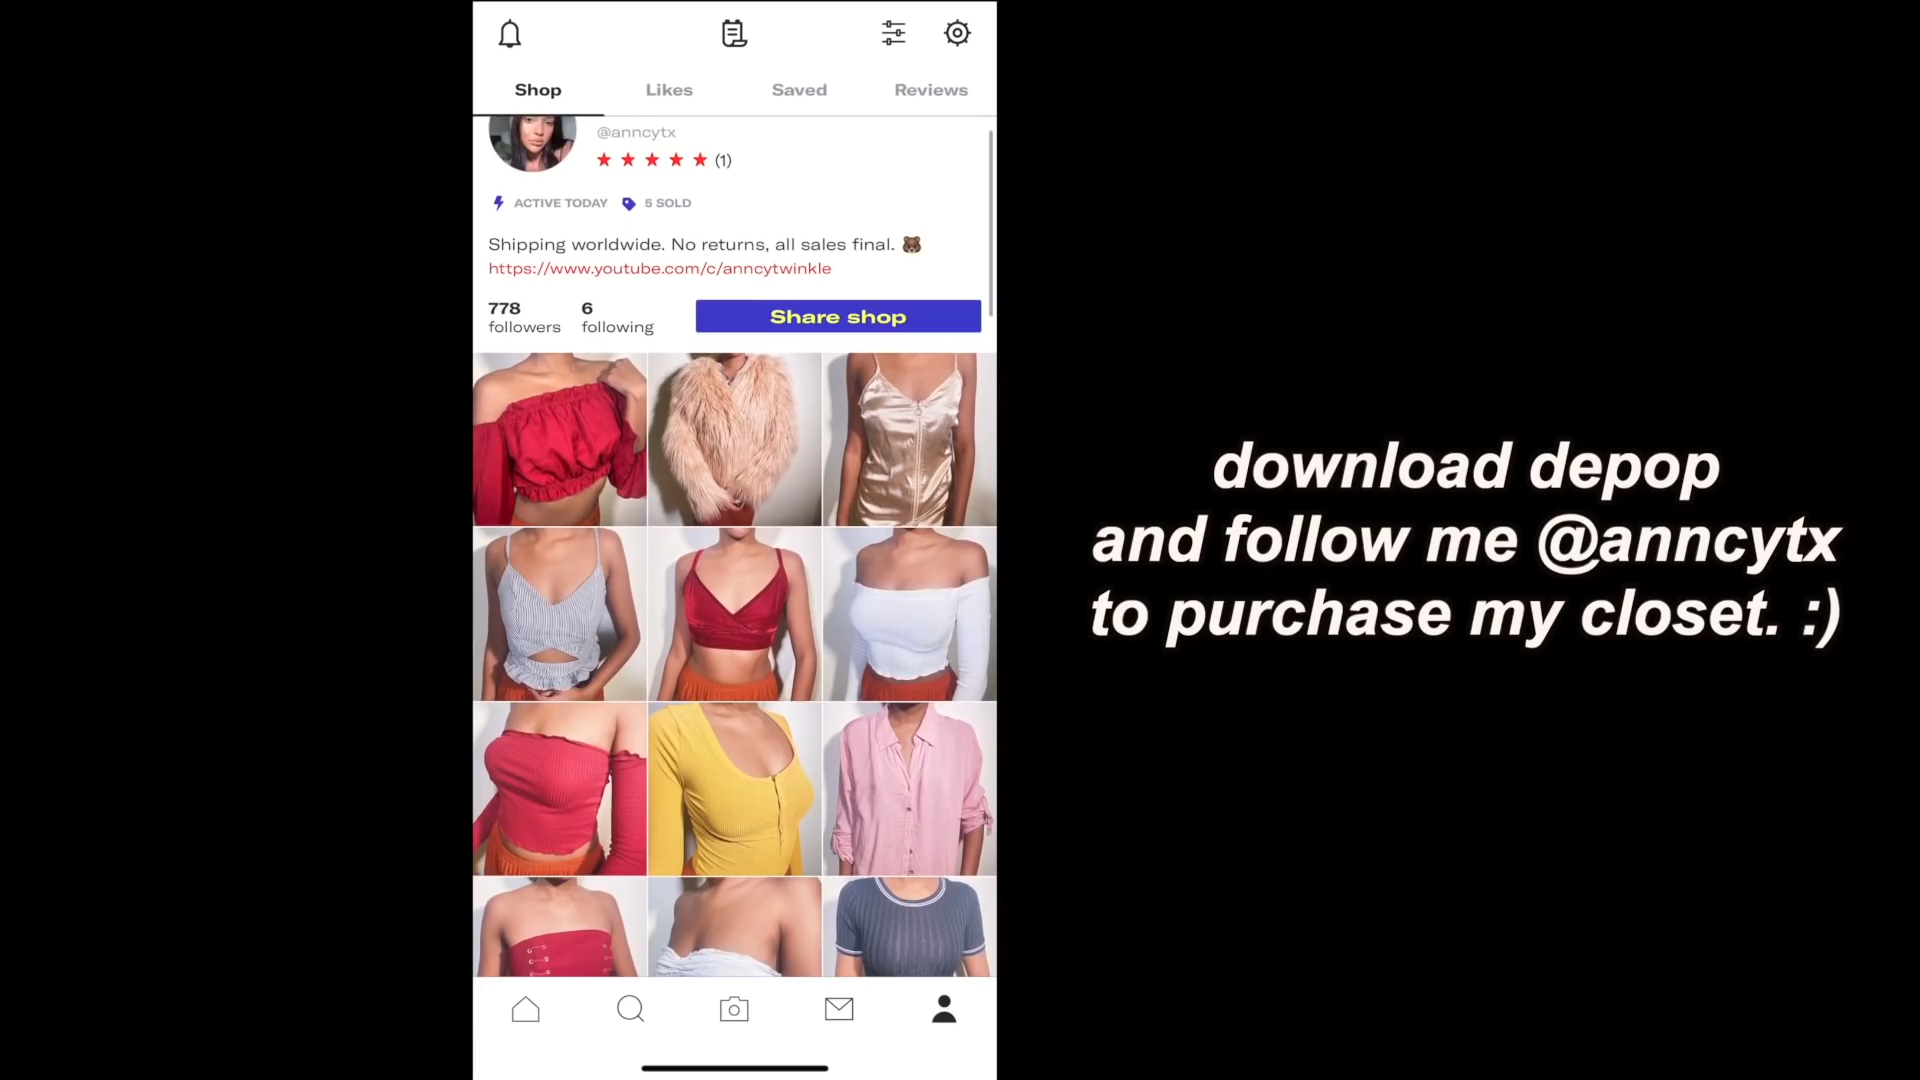 Shop
Likes
Saved
Reviews
@anncytx
(1)
ACTIVE TODAY
5 SOLD
Shipping worldwide. No returns, all sales final. 🐻
https://www.youtube.com/c/anncytwinkle
778
followers
6
following
Share shop
download depop
and follow me @anncytx
to purchase my closet. :)